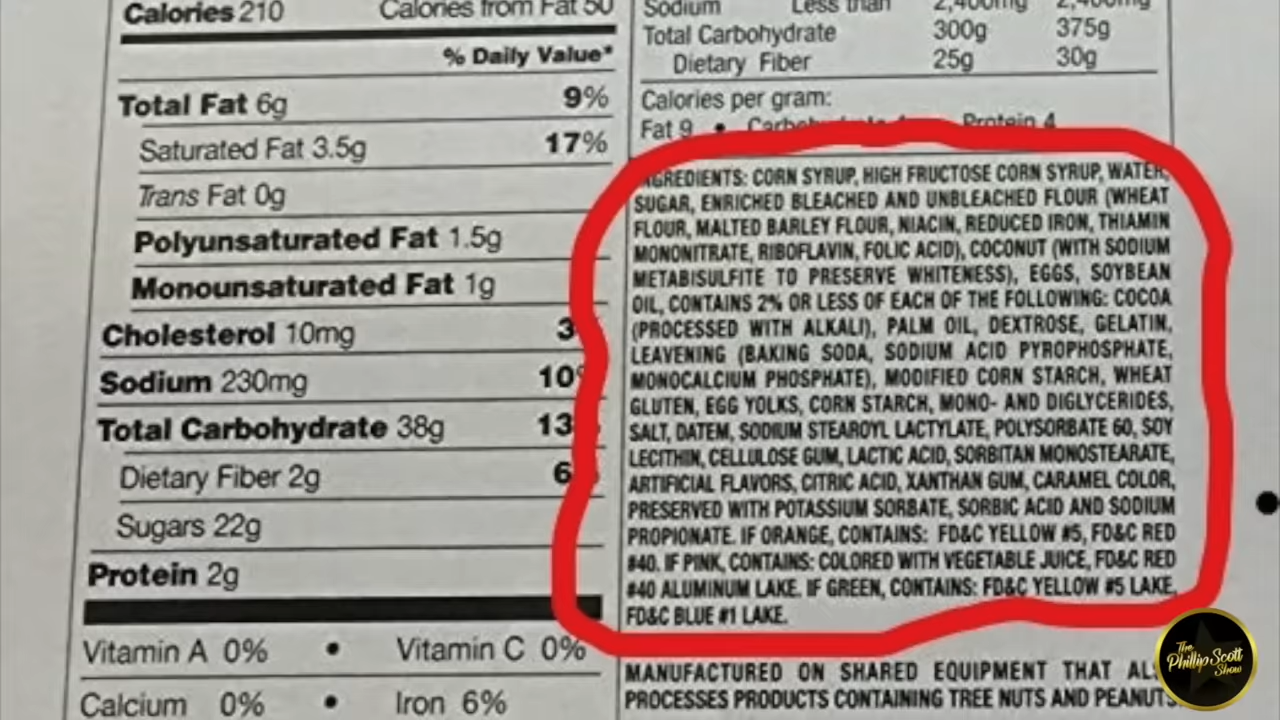 Calories 210 Calories from Fat 50
% Daily Value*
Total Fat 6g 9%
Saturated Fat 3.5g 17%
Trans Fat 0g
Polyunsaturated Fat 1.5g
Monounsaturated Fat 1g
Cholesterol 10mg 3
Sodium 230mg 10
Total Carbohydrate 38g 13
Dietary Fiber 2g 6
Sugars 22g
Protein 2g
Vitamin A 0% • Vitamin C 0%
Calcium 0% • Iron 6%
Sodium Less than 2,400mg 2,400mg
Total Carbohydrate 300g 375g
Dietary Fiber 25g 30g
Calories per gram:
Fat 9 • Carbohydrate 4 Protein 4
INGREDIENTS: CORN SYRUP, HIGH FRUCTOSE CORN SYRUP, WATER,
SUGAR, ENRICHED BLEACHED AND UNBLEACHED FLOUR (WHEAT
FLOUR, MALTED BARLEY FLOUR, NIACIN, REDUCED IRON, THIAMIN
MONONITRATE, RIBOFLAVIN, FOLIC ACID), COCONUT (WITH SODIUM
METABISULFITE TO PRESERVE WHITENESS), EGGS, SOYBEAN
OIL, CONTAINS 2% OR LESS OF EACH OF THE FOLLOWING: COCOA
(PROCESSED WITH ALKALI), PALM OIL, DEXTROSE, GELATIN,
LEAVENING (BAKING SODA, SODIUM ACID PYROPHOSPHATE,
MONOCALCIUM PHOSPHATE), MODIFIED CORN STARCH, WHEAT
GLUTEN, EGG YOLKS, CORN STARCH, MONO- AND DIGLYCERIDES,
SALT, DATEM, SODIUM STEAROYL LACTYLATE, POLYSORBATE 60, SOY
LECITHIN, CELLULOSE GUM, LACTIC ACID, SORBITAN MONOSTEARATE,
ARTIFICIAL FLAVORS, CITRIC ACID, XANTHAN GUM, CARAMEL COLOR,
PRESERVED WITH POTASSIUM SORBATE, SORBIC ACID AND SODIUM
PROPIONATE. IF ORANGE, CONTAINS: FD&C YELLOW #5, FD&C RED
#40. IF PINK, CONTAINS: COLORED WITH VEGETABLE JUICE, FD&C RED
#40 ALUMINUM LAKE. IF GREEN, CONTAINS: FD&C YELLOW #5 LAKE,
FD&C BLUE #1 LAKE.
MANUFACTURED ON SHARED EQUIPMENT THAT ALS
PROCESSES PRODUCTS CONTAINING TREE NUTS AND PEANUTS.
The
Phillip Scott
Show